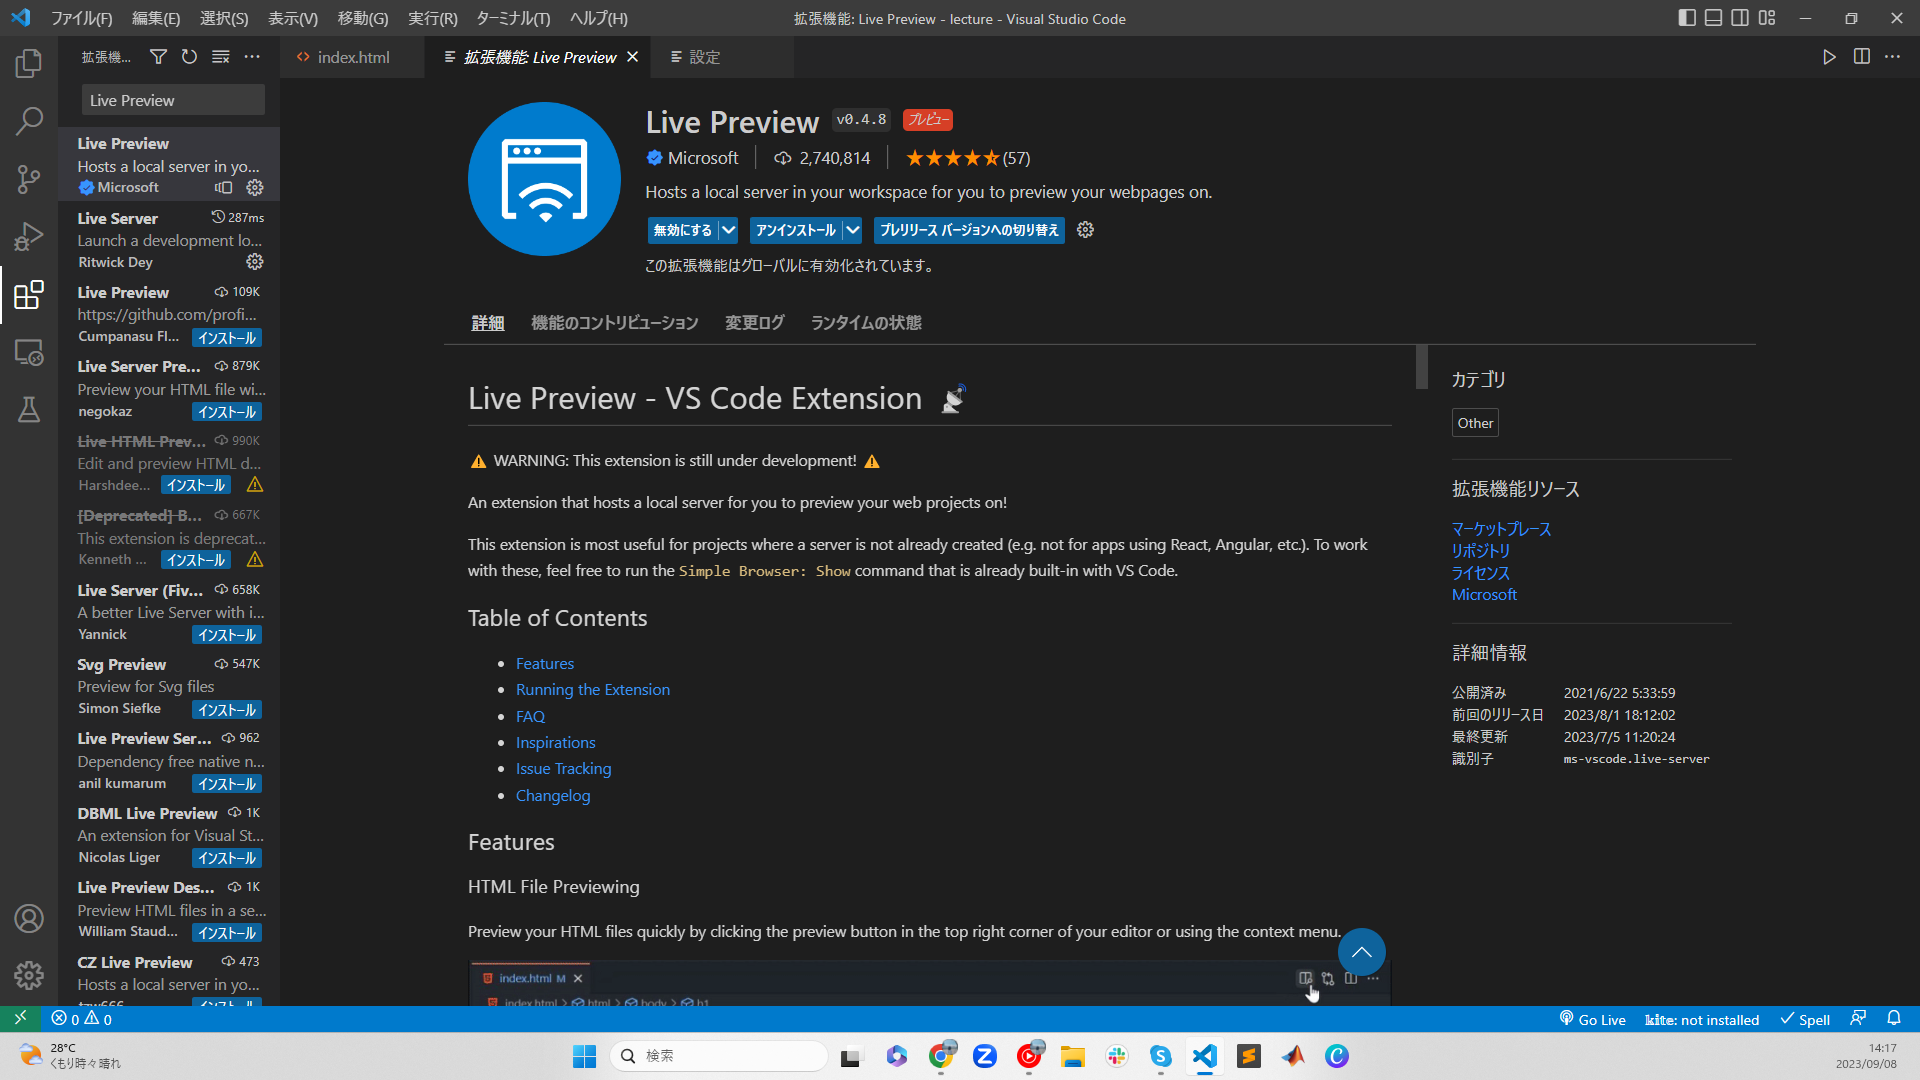 ファイル(F) 編集(E) 選択(S) 表示(V) 移動(G) 実行(R) ターミナル(T) ヘルプ(H)
拡張機能: Live Preview - lecture - Visual Studio Code
拡張機...
index.html
拡張機能: Live Preview
設定
Live Preview
Live Preview
Hosts a local server in yo...
Microsoft
Live Server 287ms
Launch a development lo...
Ritwick Dey
Live Preview 109K
https://github.com/profi...
Cumpanasu Fl... インストール
Live Server Pre... 879K
Preview your HTML file wi...
negokaz インストール
Live HTML Prev... 990K
Edit and preview HTML d...
Harshdee... インストール
[Deprecated] B... 667K
This extension is deprecat...
Kenneth ... インストール
Live Server (Fiv... 658K
A better Live Server with i...
Yannick インストール
Svg Preview 547K
Preview for Svg files
Simon Siefke インストール
Live Preview Ser... 962
Dependency free native n...
anil kumarum インストール
DBML Live Preview 1K
An extension for Visual St...
Nicolas Liger インストール
Live Preview Des... 1K
Preview HTML files in a se...
William Staud... インストール
CZ Live Preview 473
Hosts a local server in yo...
tzw666 インストール
Live Preview v0.4.8 プレビュー
Microsoft 2,740,814 (57)
Hosts a local server in your workspace for you to preview your webpages on.
無効にする アンインストール プレリリース バージョンへの切り替え
この拡張機能はグローバルに有効化されています。
詳細 機能のコントリビューション 変更ログ ランタイムの状態
Live Preview - VS Code Extension
WARNING: This extension is still under development!
An extension that hosts a local server for you to preview your web projects on!
This extension is most useful for projects where a server is not already created (e.g. not for apps using React, Angular, etc.). To work
with these, feel free to run the Simple Browser: Show command that is already built-in with VS Code.
Table of Contents
Features
Running the Extension
FAQ
Inspirations
Issue Tracking
Changelog
Features
HTML File Previewing
Preview your HTML files quickly by clicking the preview button in the top right corner of your editor or using the context menu.
index.html M
index.html > html > body > h1
カテゴリ
Other
拡張機能リソース
マーケットプレース
リポジトリ
ライセンス
Microsoft
詳細情報
公開済み 2021/6/22 5:33:59
前回のリリース日 2023/8/1 18:12:02
最終更新 2023/7/5 11:20:24
識別子 ms-vscode.live-server
0 0
Go Live kite: not installed Spell
28°C
くもり時々晴れ
検索
14:17
2023/09/08